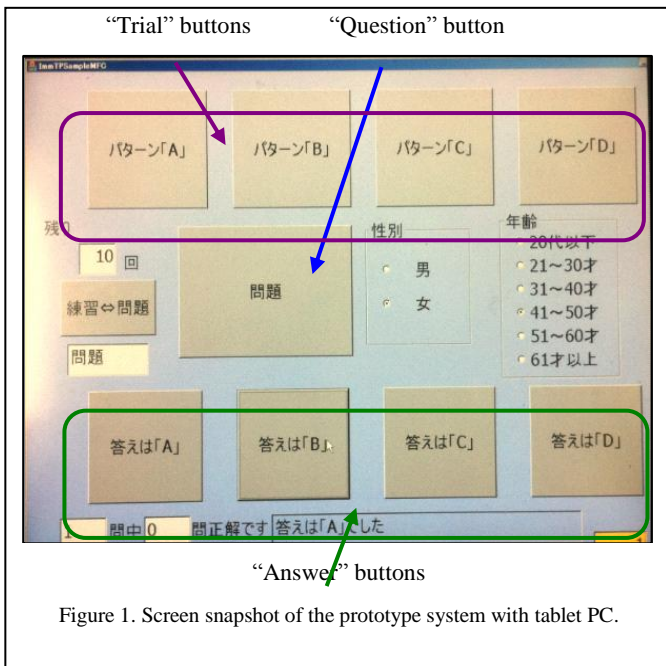 “Trial” buttons “Question” button
ImmTPSampleMFC
パターン「A」 パターン「B」 パターン「C」 パターン「D」
残り
10 回
練習⇔問題
問題
問題
性別
男
女
年齢
20代以下
21～30才
31～40才
41～50才
51～60才
61才以上
答えは「A」 答えは「B」 答えは「C」 答えは「D」
1 問中 0 問正解です 答えは「A」でした
“Answer” buttons
Figure 1. Screen snapshot of the prototype system with tablet PC.